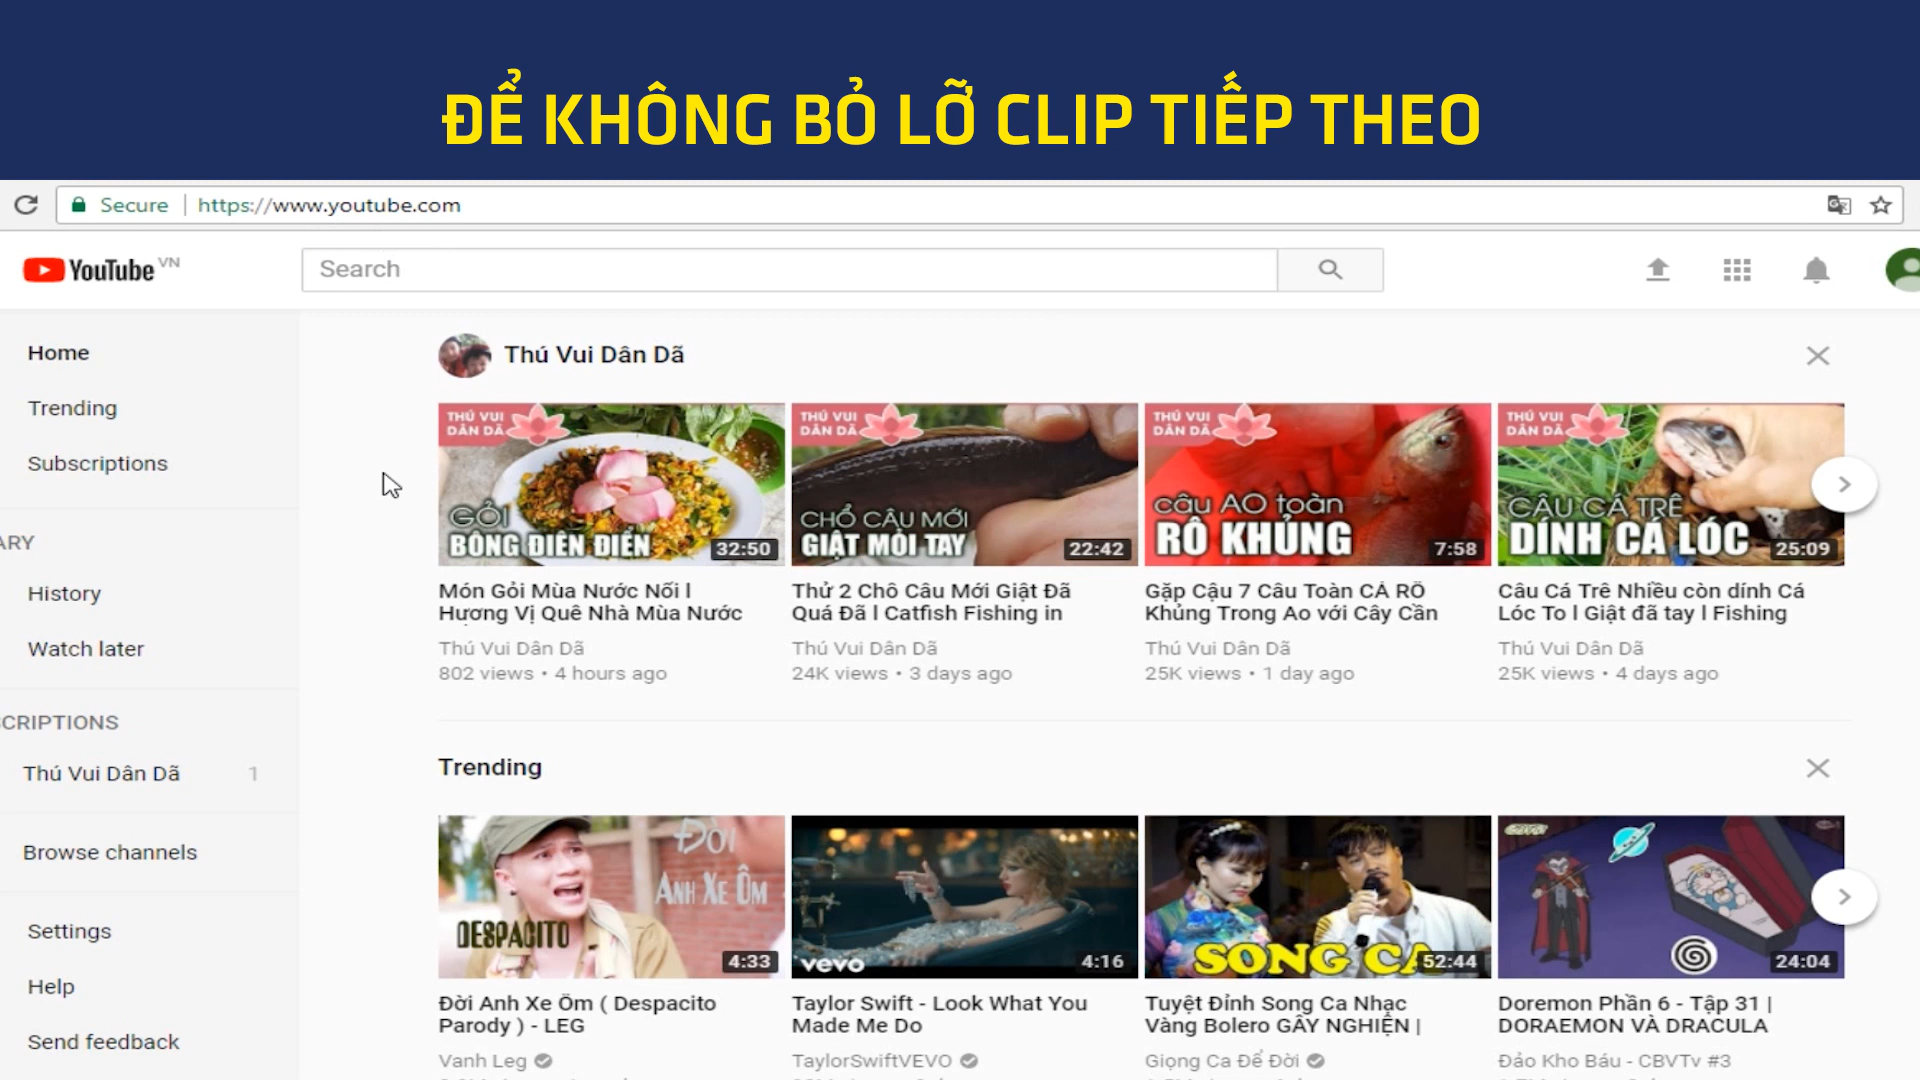 ĐỂ KHÔNG BỎ LỠ CLIP TIẾP THEO
Secure https://www.youtube.com
YouTube VN
Search
Home
Trending
Subscriptions
ARY
History
Watch later
CRIPTIONS
Thú Vui Dân Dã 1
Browse channels
Settings
Help
Send feedback
Thú Vui Dân Dã
THÚ VUI
DÂN DÃ
GỎI
BÔNG ĐIÊN ĐIỂN
32:50
Món Gỏi Mùa Nước Nổi l
Hương Vị Quê Nhà Mùa Nước
Thú Vui Dân Dã
802 views • 4 hours ago
THÚ VUI
DÂN DÃ
CHỔ CÂU MỚI
GIẬT MỎI TAY
22:42
Thử 2 Chô Câu Mới Giật Đã
Quá Đã l Catfish Fishing in
Thú Vui Dân Dã
24K views • 3 days ago
THÚ VUI
DÂN DÃ
câu AO toàn
RÔ KHỦNG
7:58
Gặp Cậu 7 Câu Toàn CÁ RÔ
Khủng Trong Ao với Cây Cần
Thú Vui Dân Dã
25K views • 1 day ago
THÚ VUI
DÂN DÃ
CÂU CÁ TRÊ
DÍNH CÁ LÓC
25:09
Câu Cá Trê Nhiều còn dính Cá
Lóc To l Giật đã tay l Fishing
Thú Vui Dân Dã
25K views • 4 days ago
Trending
ĐỜI
ANH XE ÔM
DESPACITO
4:33
Đời Anh Xe Ôm ( Despacito
Parody ) - LEG
Vanh Leg
vevo
4:16
Taylor Swift - Look What You
Made Me Do
TaylorSwiftVEVO
SONG CA
52:44
Tuyệt Đỉnh Song Ca Nhạc
Vàng Bolero GÂY NGHIỆN |
Giọng Ca Để Đời
24:04
Doremon Phần 6 - Tập 31 |
DORAEMON VÀ DRACULA
Đảo Kho Báu - CBVTv #3